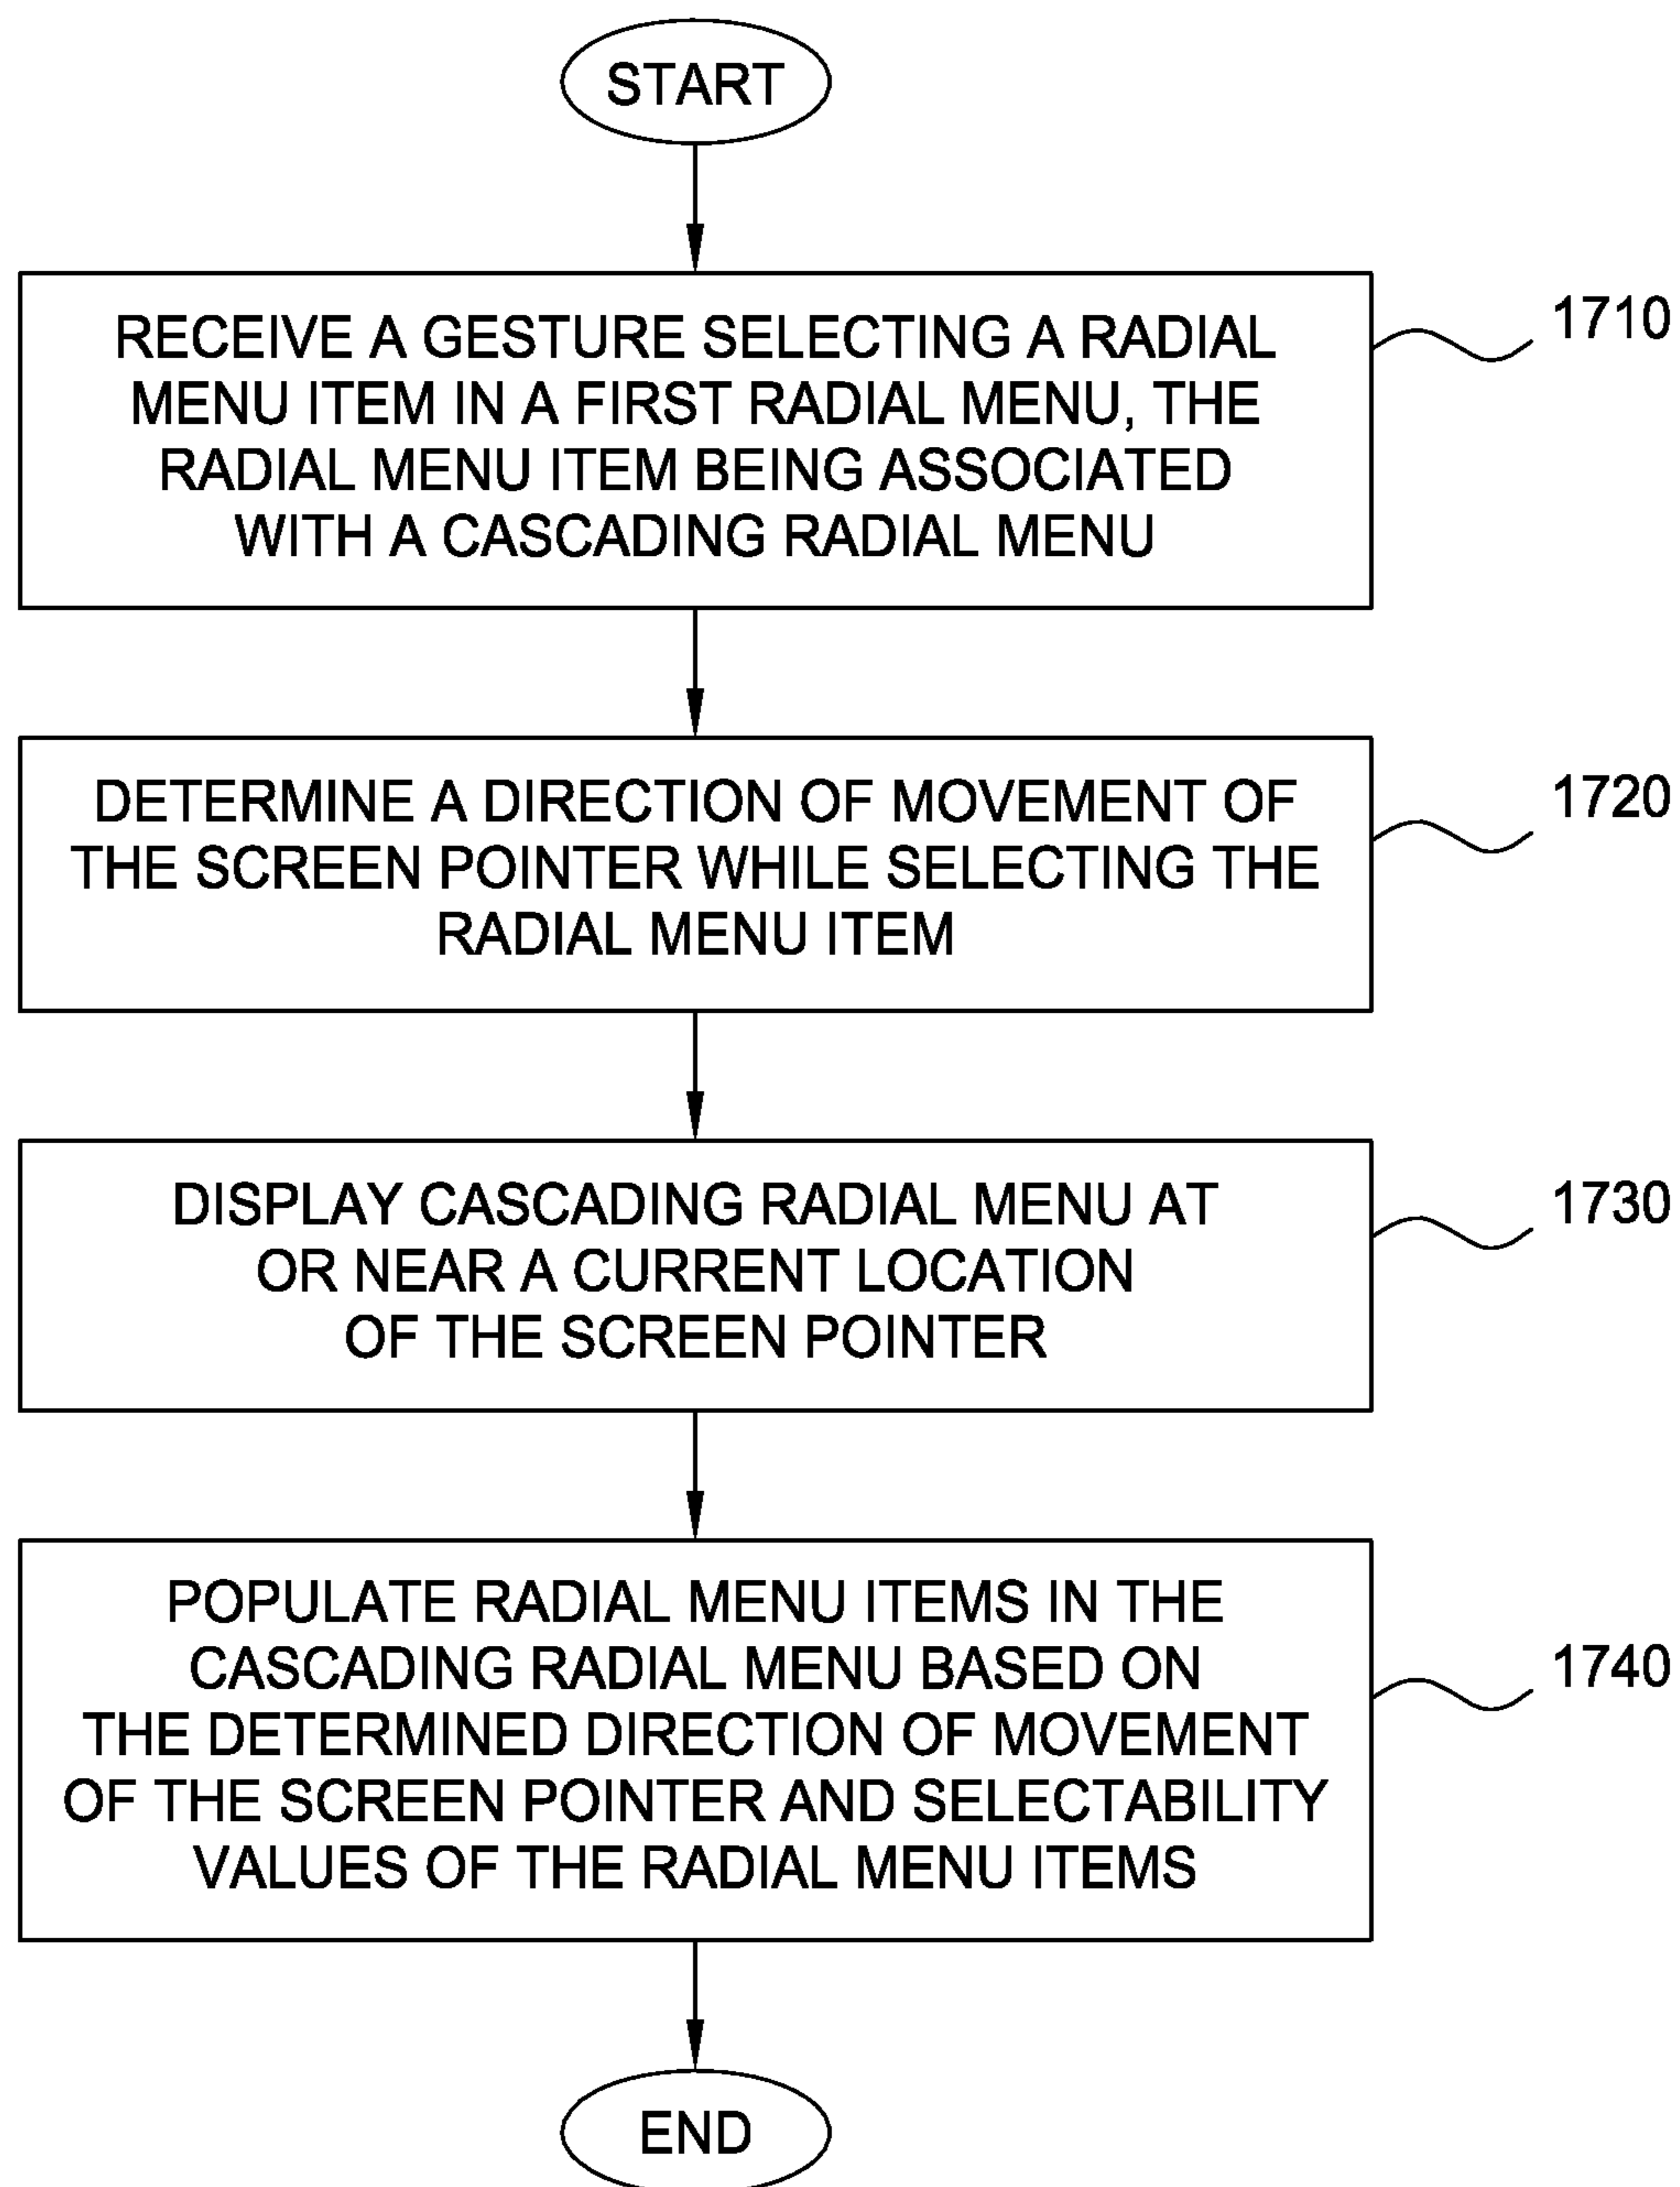 START
RECEIVE A GESTURE SELECTING A RADIAL
MENU ITEM IN A FIRST RADIAL MENU, THE
RADIAL MENU ITEM BEING ASSOCIATED
WITH A CASCADING RADIAL MENU
1710
DETERMINE A DIRECTION OF MOVEMENT OF
THE SCREEN POINTER WHILE SELECTING THE
RADIAL MENU ITEM
1720
DISPLAY CASCADING RADIAL MENU AT
OR NEAR A CURRENT LOCATION
OF THE SCREEN POINTER
1730
POPULATE RADIAL MENU ITEMS IN THE
CASCADING RADIAL MENU BASED ON
THE DETERMINED DIRECTION OF MOVEMENT
OF THE SCREEN POINTER AND SELECTABILITY
VALUES OF THE RADIAL MENU ITEMS
1740
END